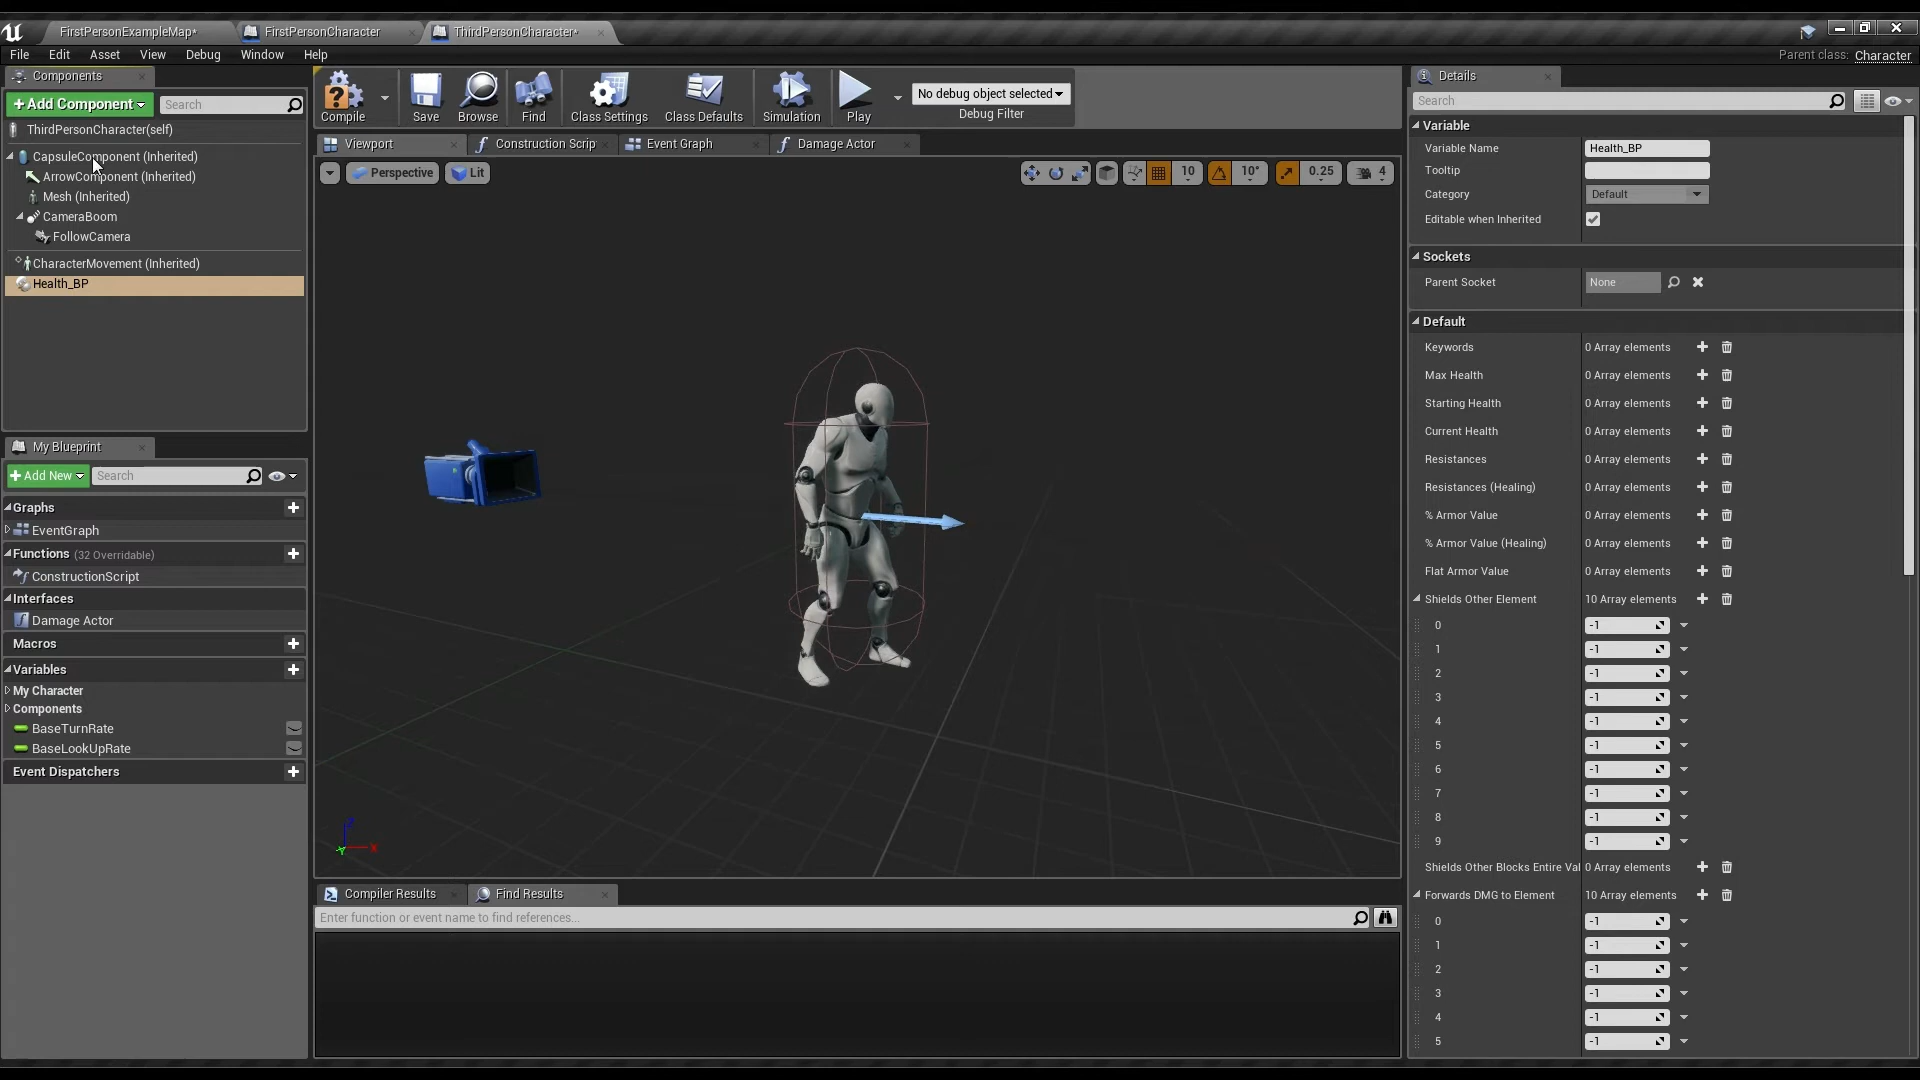 FirstPersonExampleMap*
FirstPersonCharacter
ThirdPersonCharacter*
File Edit Asset View Debug Window Help
Parent class: Character
Components
+Add Component
Search
ThirdPersonCharacter(self)
CapsuleComponent (Inherited)
ArrowComponent (Inherited)
Mesh (Inherited)
CameraBoom
FollowCamera
CharacterMovement (Inherited)
Health_BP
My Blueprint
+Add New
Search
Graphs
EventGraph
Functions (32 Overridable)
ConstructionScript
Interfaces
Damage Actor
Macros
Variables
My Character
Components
BaseTurnRate
BaseLookUpRate
Event Dispatchers
Compile
Save
Browse
Find
Class Settings
Class Defaults
Simulation
Play
No debug object selected
Debug Filter
Viewport
Construction Scrip
Event Graph
Damage Actor
Perspective
Lit
10
10°
0.25
4
Z
X
Y
Compiler Results
Find Results
Enter function or event name to find references...
Details
Search
Variable
Variable Name Health_BP
Tooltip
Category Default
Editable when Inherited
Sockets
Parent Socket None
Default
Keywords 0 Array elements
Max Health 0 Array elements
Starting Health 0 Array elements
Current Health 0 Array elements
Resistances 0 Array elements
Resistances (Healing) 0 Array elements
% Armor Value 0 Array elements
% Armor Value (Healing) 0 Array elements
Flat Armor Value 0 Array elements
Shields Other Element 10 Array elements
0 -1
1 -1
2 -1
3 -1
4 -1
5 -1
6 -1
7 -1
8 -1
9 -1
Shields Other Blocks Entire Val 0 Array elements
Forwards DMG to Element 10 Array elements
0 -1
1 -1
2 -1
3 -1
4 -1
5 -1